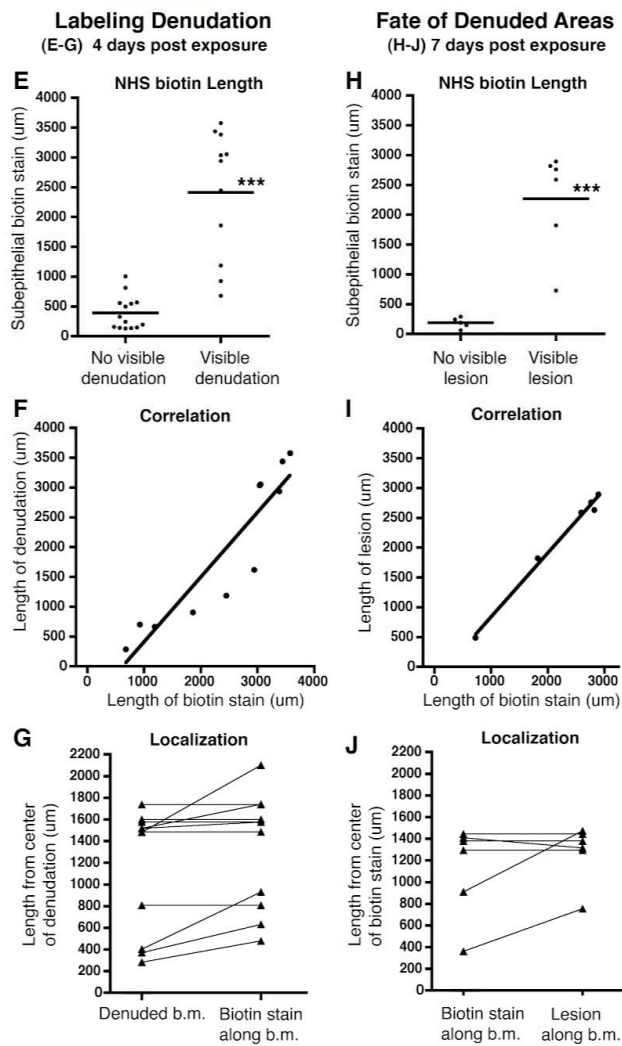 Labeling Denudation
(E-G) 4 days post exposure
Fate of Denuded Areas
(H-J) 7 days post exposure
E
NHS biotin Length
Subepithelial biotin stain (um)
4000
3500
3000
2500
2000
1500
1000
500
0
***
No visible
denudation
Visible
denudation
H
NHS biotin Length
Subepithelial biotin stain (um)
4000
3500
3000
2500
2000
1500
1000
500
0
***
No visible
lesion
Visible
lesion
F
Correlation
Length of denudation (um)
4000
3500
3000
2500
2000
1500
1000
500
0
0 1000 2000 3000 4000
Length of biotin stain (um)
I
Correlation
Length of lesion (um)
4000
3500
3000
2500
2000
1500
1000
500
0
0 1000 2000 3000
Length of biotin stain (um)
G
Localization
Length from center
of denudation (um)
2200
2000
1800
1600
1400
1200
1000
800
600
400
200
0
Denuded b.m.
Biotin stain
along b.m.
J
Localization
Length from center
of biotin stain (um)
2200
2000
1800
1600
1400
1200
1000
800
600
400
200
0
Biotin stain
along b.m.
Lesion
along b.m.